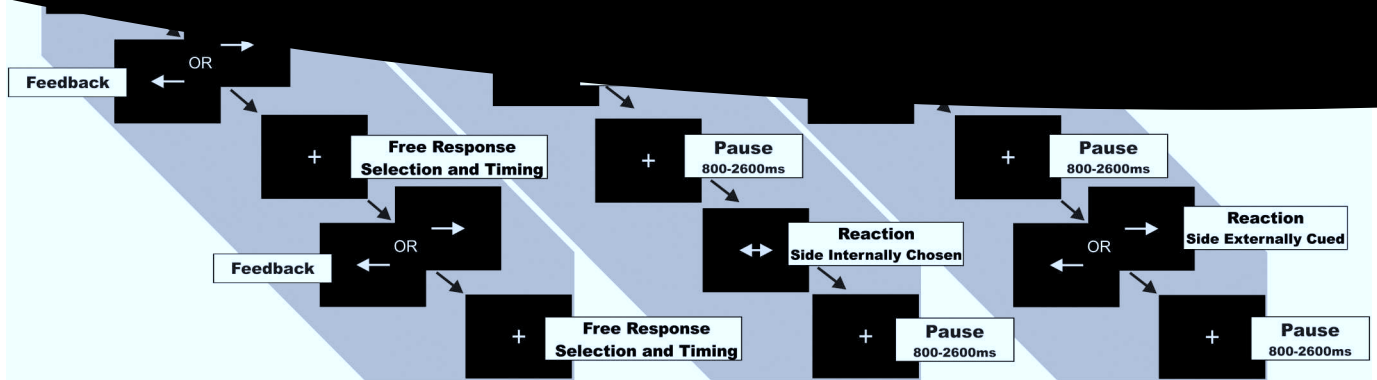 OR
Feedback
Free Response
Selection and Timing
OR
Feedback
Free Response
Selection and Timing
Pause
800-2600ms
Reaction
Side Internally Chosen
Pause
800-2600ms
Pause
800-2600ms
Reaction
Side Externally Cued
OR
Pause
800-2600ms